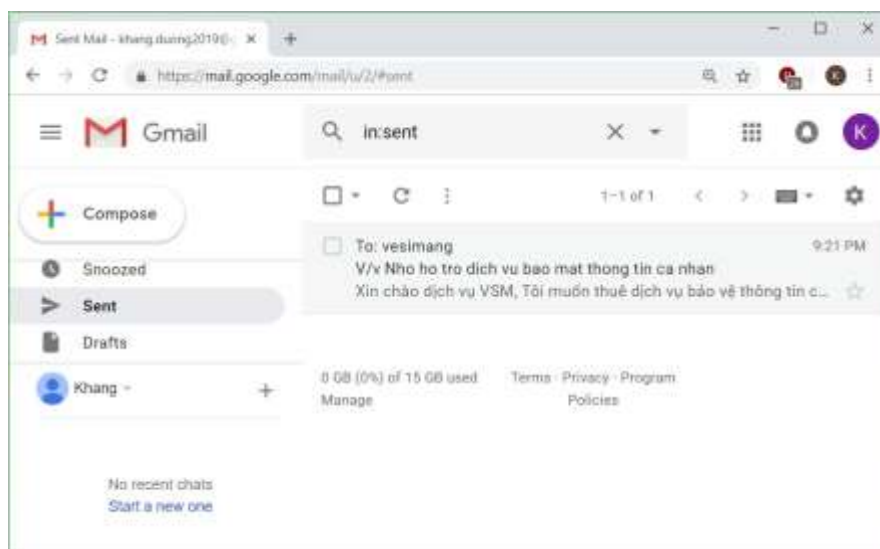 Sent Mail - khang.duong2019@
https://mail.google.com/mail/u/2/#sent
Gmail
in:sent
K
Compose
1–1 of 1
Snoozed
Sent
Drafts
To: vesimang
9:21 PM
V/v Nho ho tro dich vu bao mat thong tin ca nhan
Xin chào dịch vụ VSM, Tôi muốn thuê dịch vụ bảo vệ thông tin c...
Khang
0 GB (0%) of 15 GB used
Manage
Terms · Privacy · Program
Policies
No recent chats
Start a new one